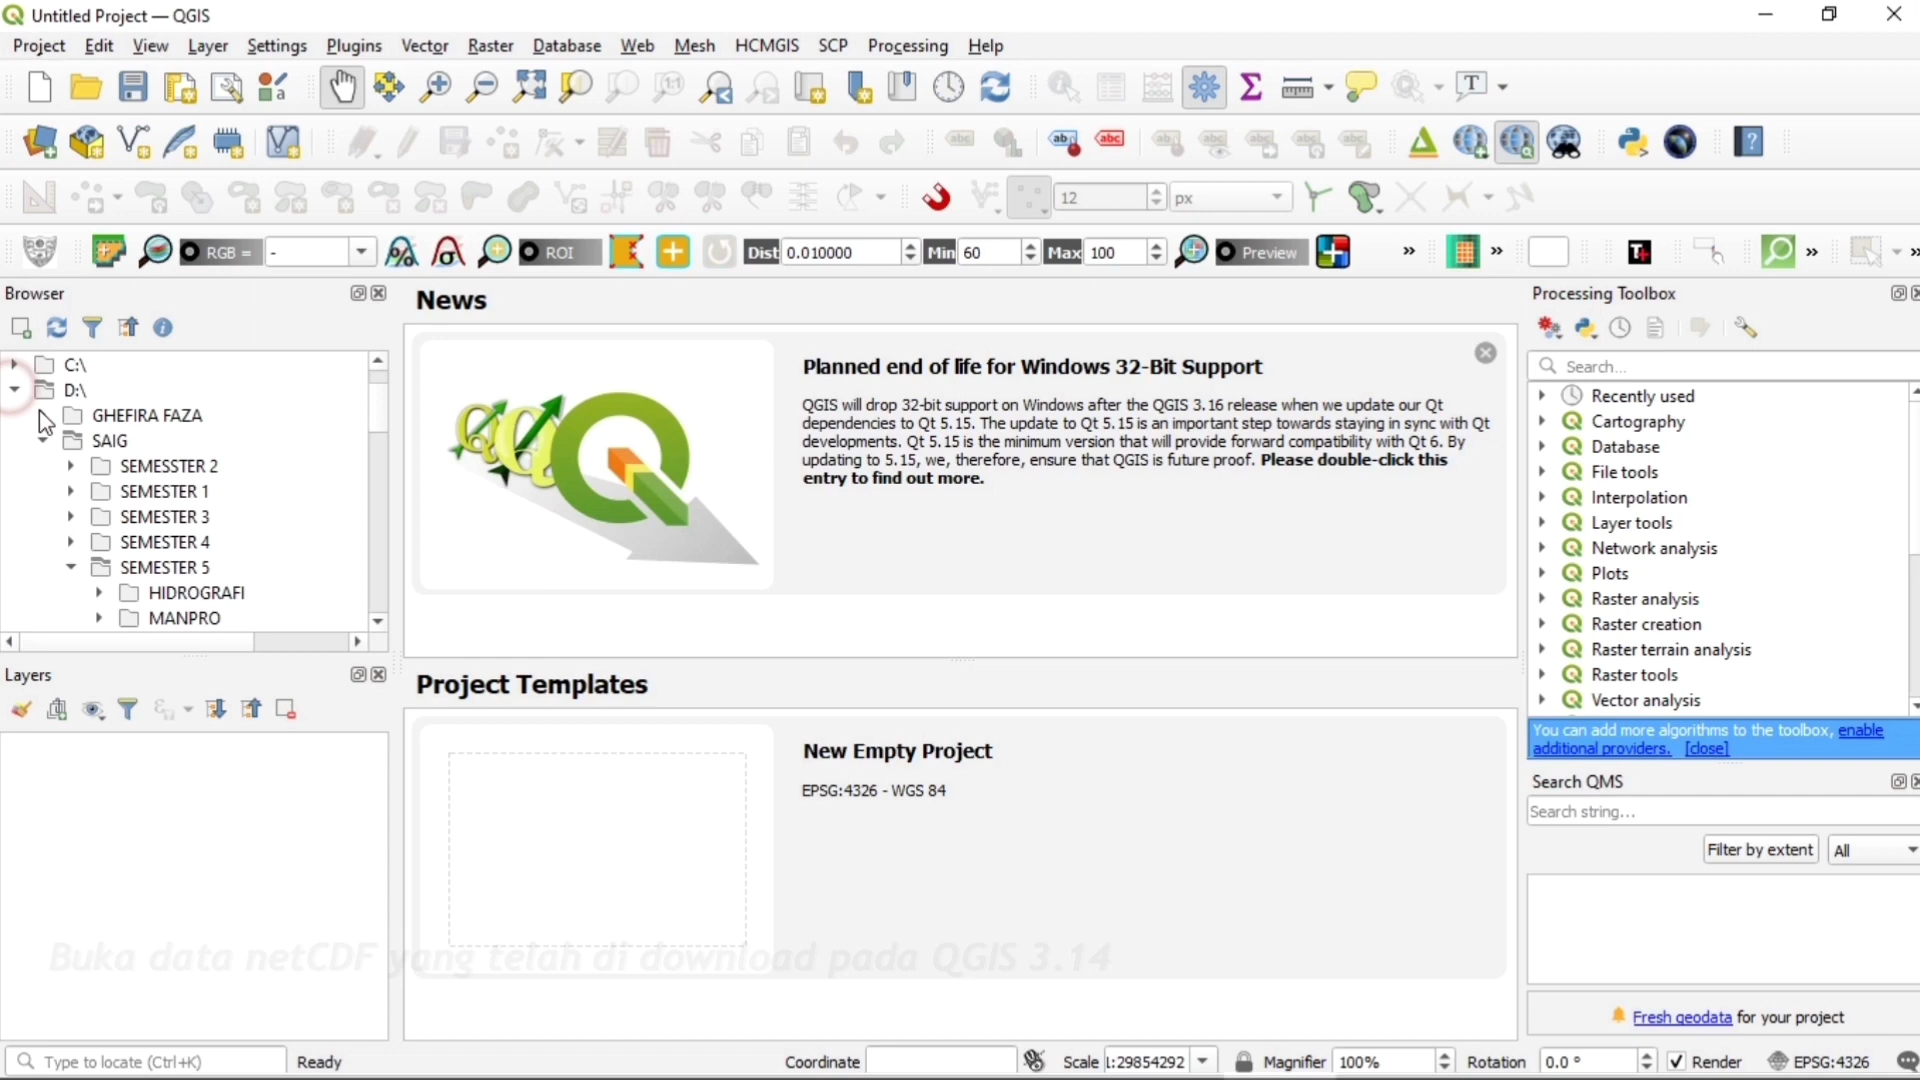 Untitled Project — QGIS
Project Edit View Layer Settings Plugins Vector Raster Database Web Mesh HCMGIS SCP Processing Help
12 px
RGB = - ROI Dist 0.010000 Min 60 Max 100 Preview
Browser
C:\
D:\
GHEFIRA FAZA
SAIG
SEMESSTER 2
SEMESTER 1
SEMESTER 3
SEMESTER 4
SEMESTER 5
HIDROGRAFI
MANPRO
Layers
News
Planned end of life for Windows 32-Bit Support
QGIS will drop 32-bit support on Windows after the QGIS 3.16 release when we update our Qt
dependencies to Qt 5.15. The update to Qt 5.15 is an important step towards staying in sync with Qt
developments. Qt 5.15 is the minimum version that will provide forward compatibility with Qt 6. By
updating to 5.15, we, therefore, ensure that QGIS is future proof. Please double-click this
entry to find out more.
Project Templates
New Empty Project
EPSG:4326 - WGS 84
Buka data netCDF yang telah di download pada QGIS 3.14
Processing Toolbox
Search...
Recently used
Cartography
Database
File tools
Interpolation
Layer tools
Network analysis
Plots
Raster analysis
Raster creation
Raster terrain analysis
Raster tools
Vector analysis
You can add more algorithms to the toolbox, enable
additional providers. [close]
Search QMS
Search string...
Filter by extent All
Fresh geodata for your project
Type to locate (Ctrl+K) Ready Coordinate Scale 1:29854292 Magnifier 100% Rotation 0.0 ° Render EPSG:4326